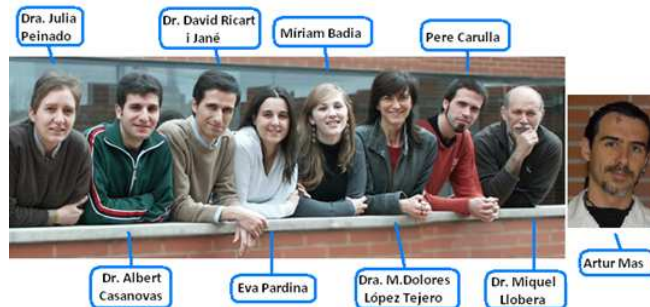 Dra. Julia
Peinado
Dr. David Ricart
i Jané
Míriam Badia
Pere Carulla
Dr. Albert
Casanovas
Eva Pardina
Dra. M.Dolores
López Tejero
Dr. Miquel
Llobera
Artur Mas